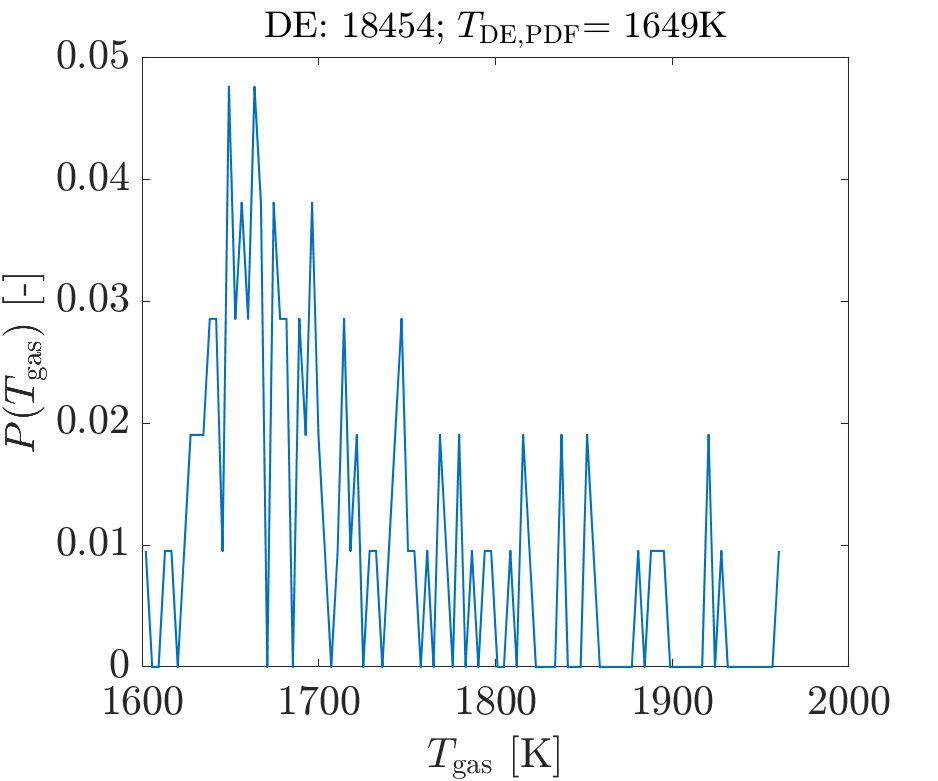 DE: 18454; T_DE,PDF= 1649K
0.05
0.04
0.03
0.02
0.01
0
P(T_gas) [-]
1600 1700 1800 1900 2000
T_gas [K]